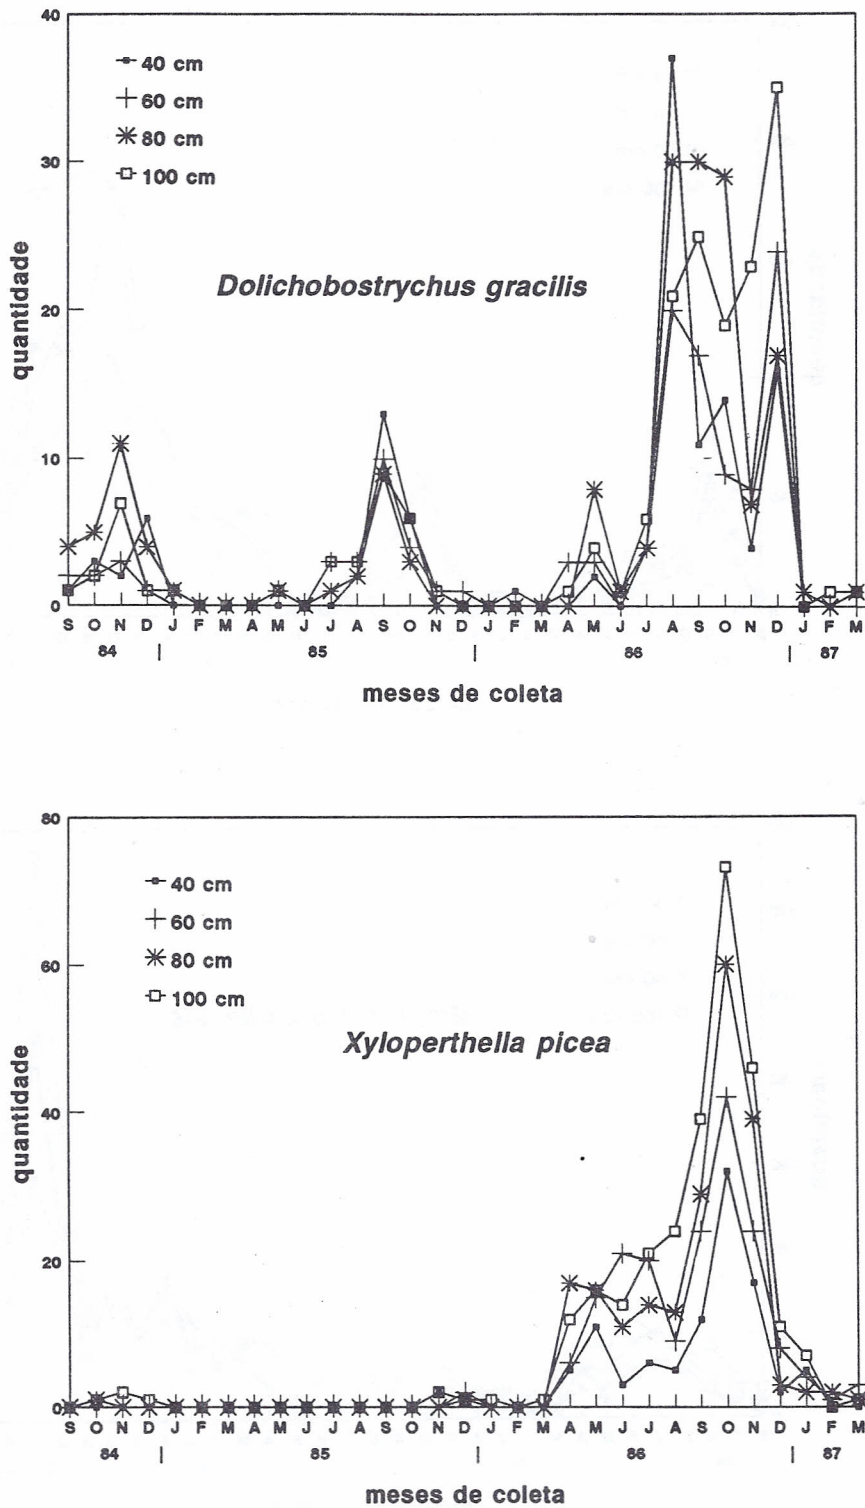 40
40 cm
60 cm
80 cm
100 cm
30
Dolichobostrychus gracilis
quantidade
20
10
0
S O N D J F M A M J J A S O N D J F M A M J J A S O N D J F M
84 | 85 | 86 | 87
meses de coleta
80
40 cm
60 cm
80 cm
100 cm
60
Xyloperthella picea
quantidade
40
20
0
S O N D J F M A M J J A S O N D J F M A M J J A S O N D J F M
84 | 85 | 86 | 87
meses de coleta